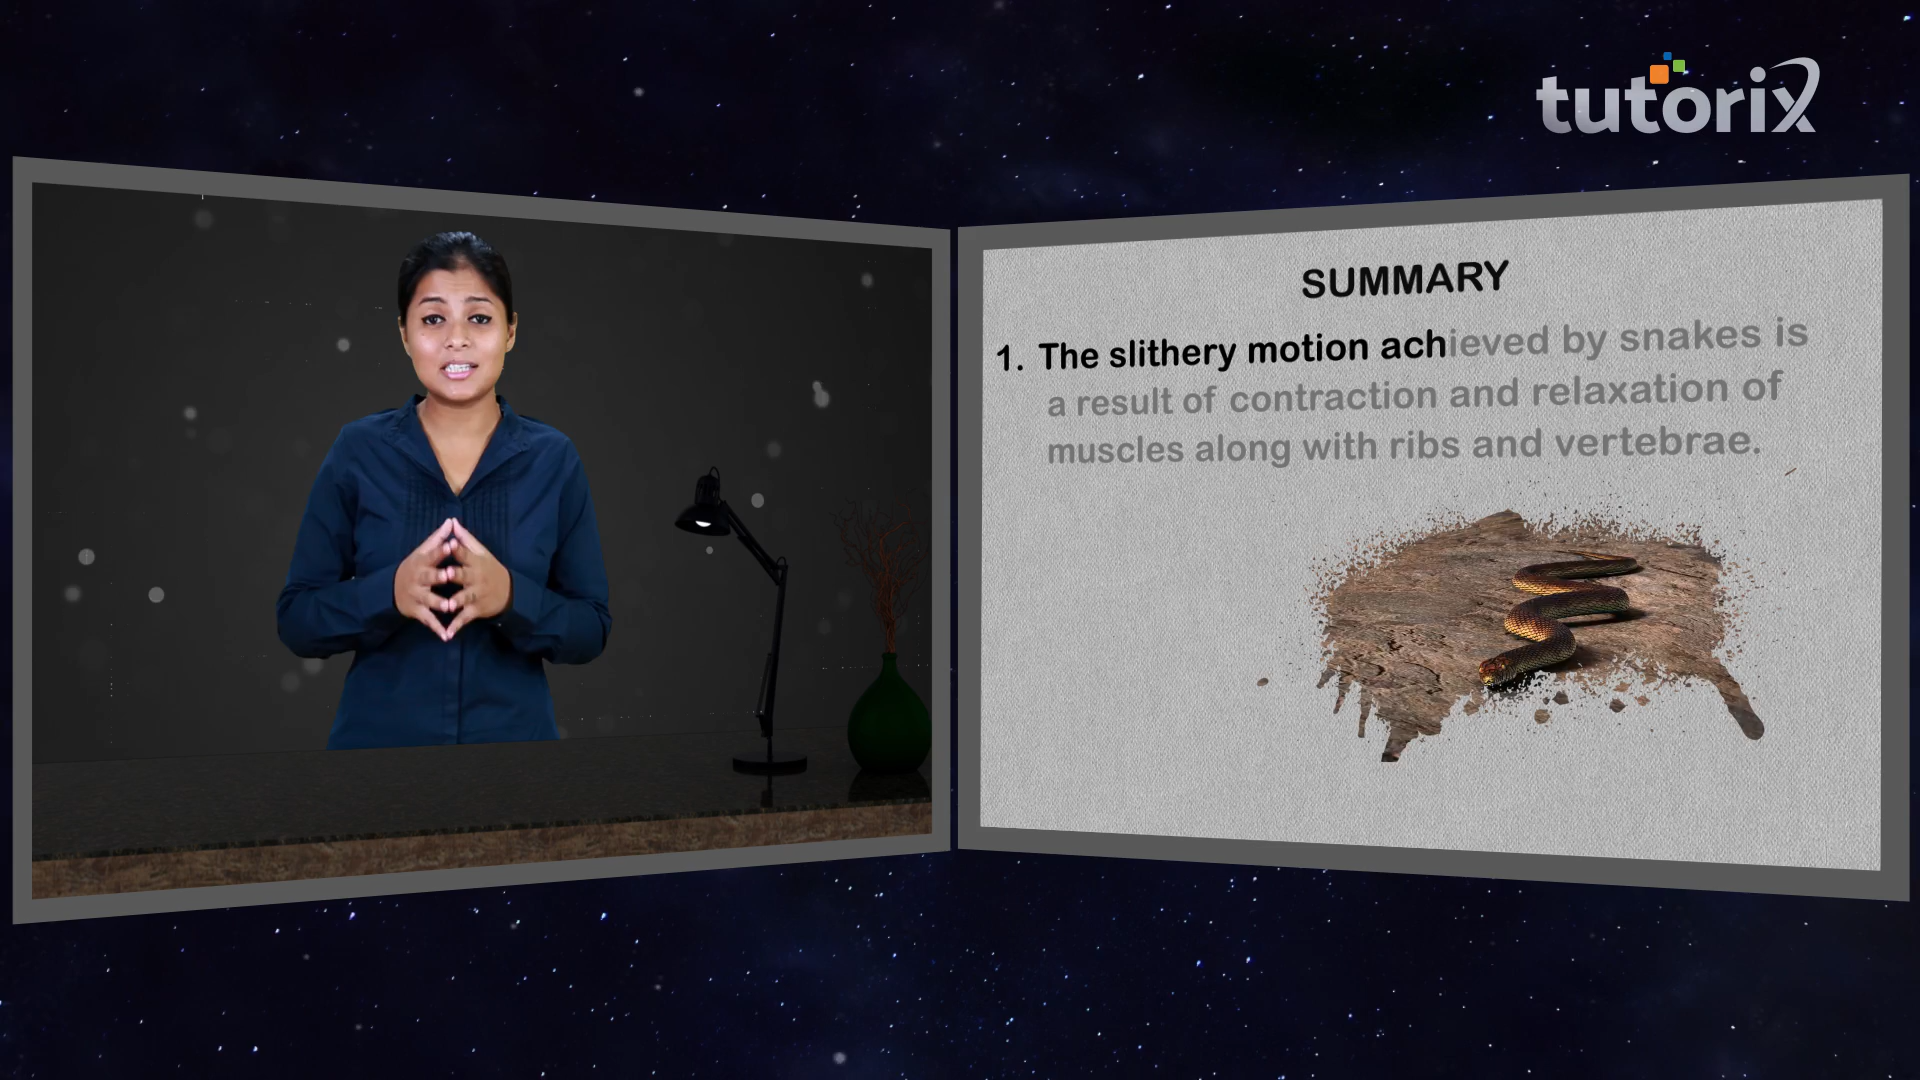 tutorix
SUMMARY
1. The slithery motion achieved by snakes is
a result of contraction and relaxation of
muscles along with ribs and vertebrae.